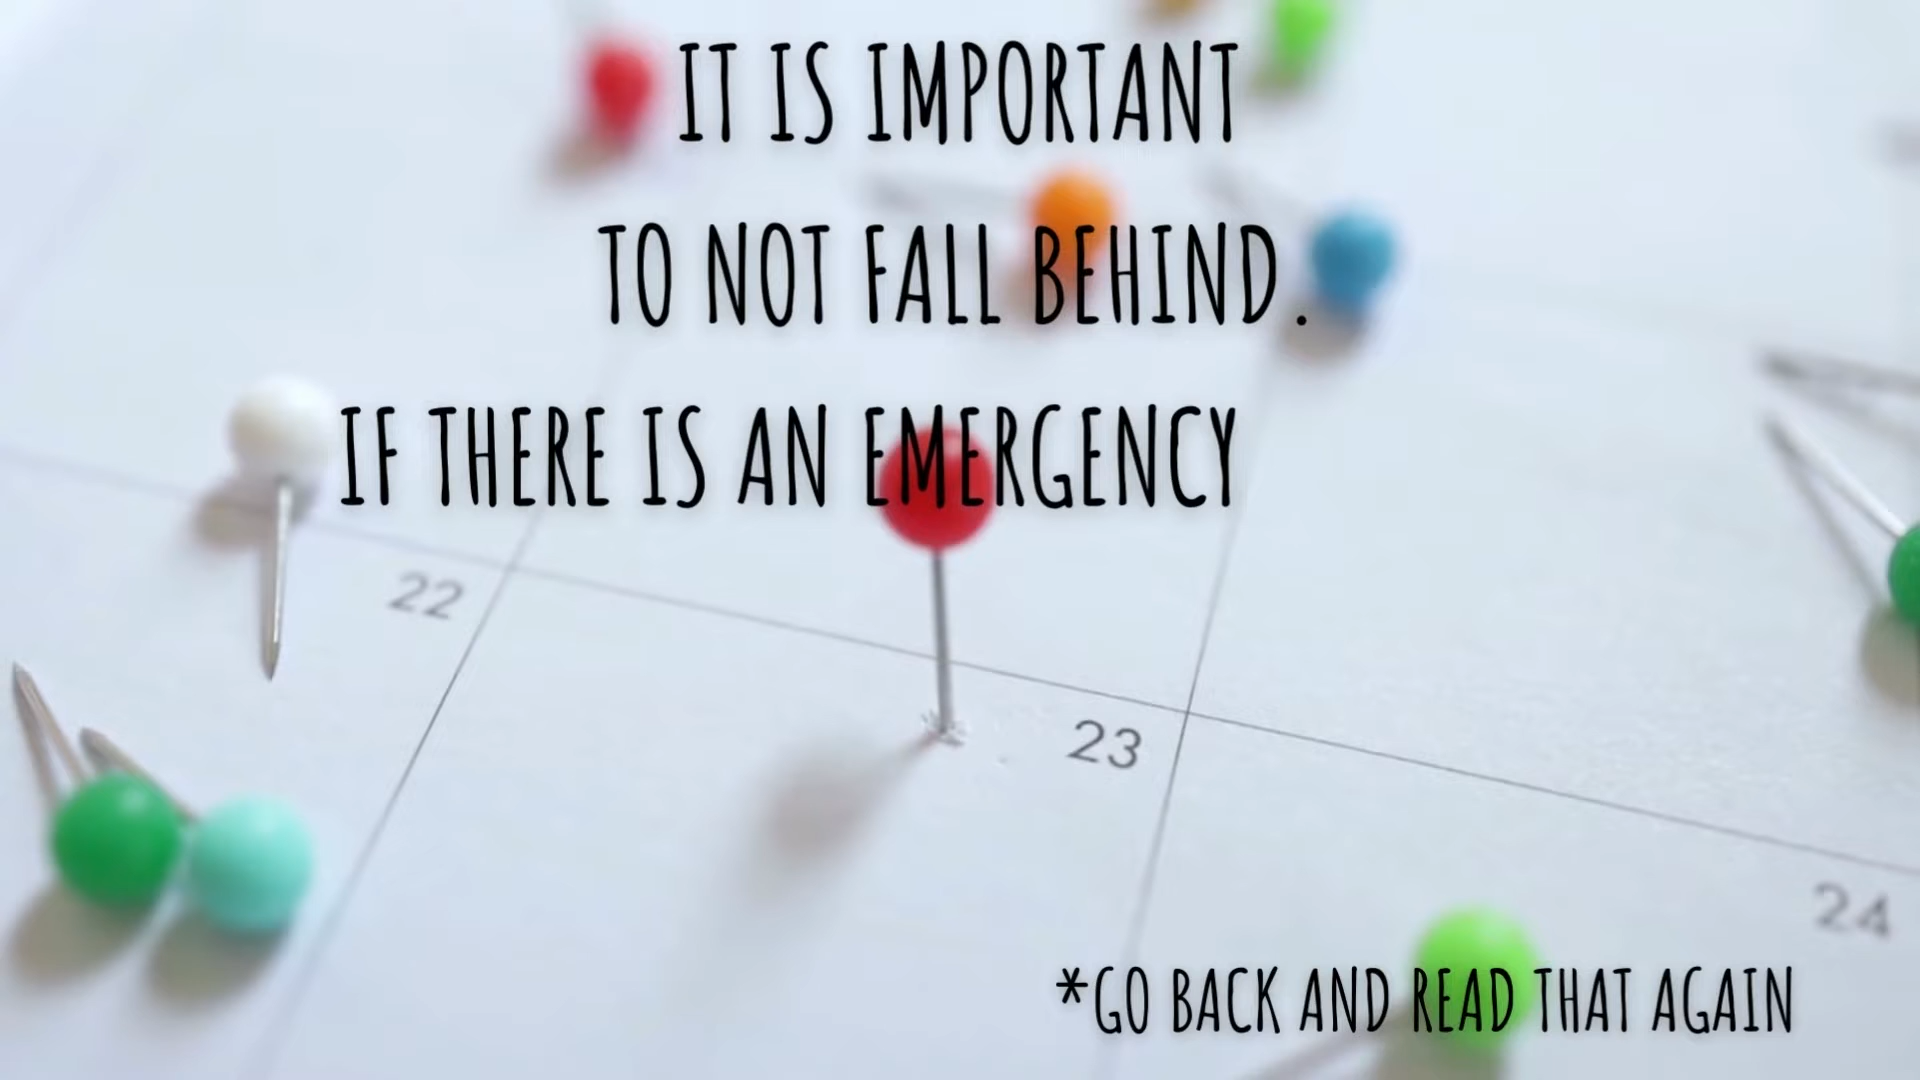 IT IS IMPORTANT
TO NOT FALL BEHIND.
IF THERE IS AN EMERGENCY
22
23
24
*GO BACK AND READ THAT AGAIN